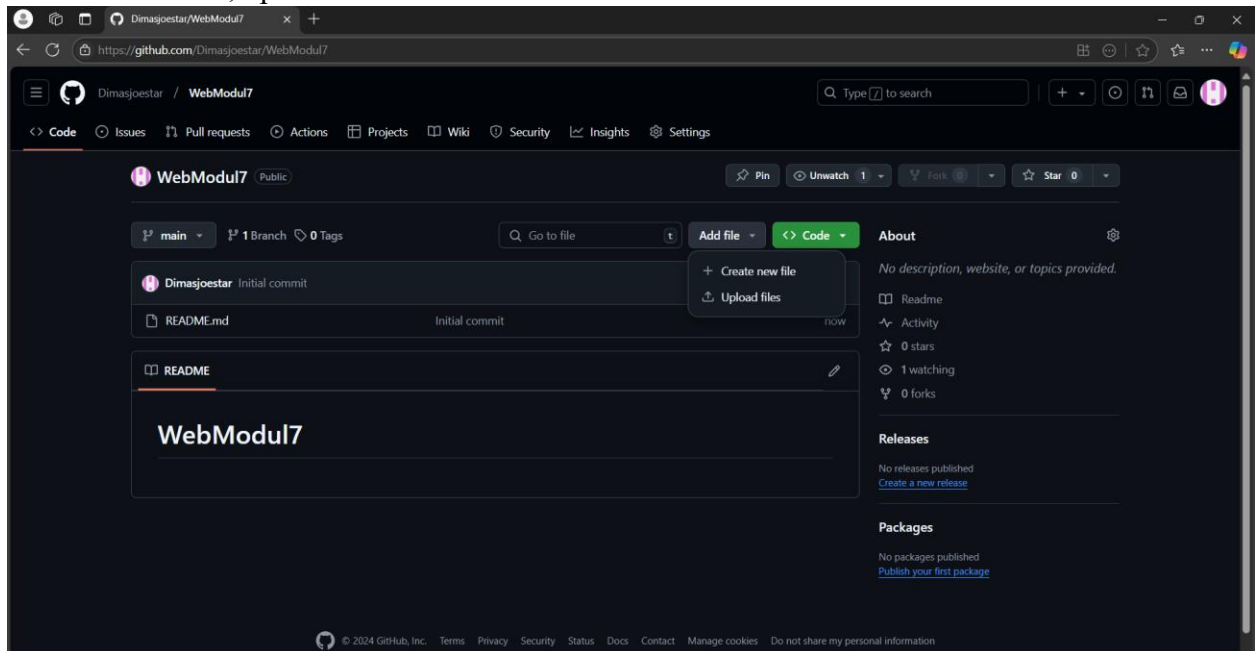 Dimasjoestar/WebModul7
https://github.com/Dimasjoestar/WebModul7
Dimasjoestar / WebModul7
Type / to search
Code Issues Pull requests Actions Projects Wiki Security Insights Settings
WebModul7 Public
Pin Unwatch 1 Fork 0 Star 0
main 1 Branch 0 Tags
Go to file t Add file Code
Create new file
Upload files
Dimasjoestar Initial commit
README.md Initial commit now
README
WebModul7
About
No description, website, or topics provided.
Readme
Activity
0 stars
1 watching
0 forks
Releases
No releases published
Create a new release
Packages
No packages published
Publish your first package
© 2024 GitHub, Inc. Terms Privacy Security Status Docs Contact Manage cookies Do not share my personal information